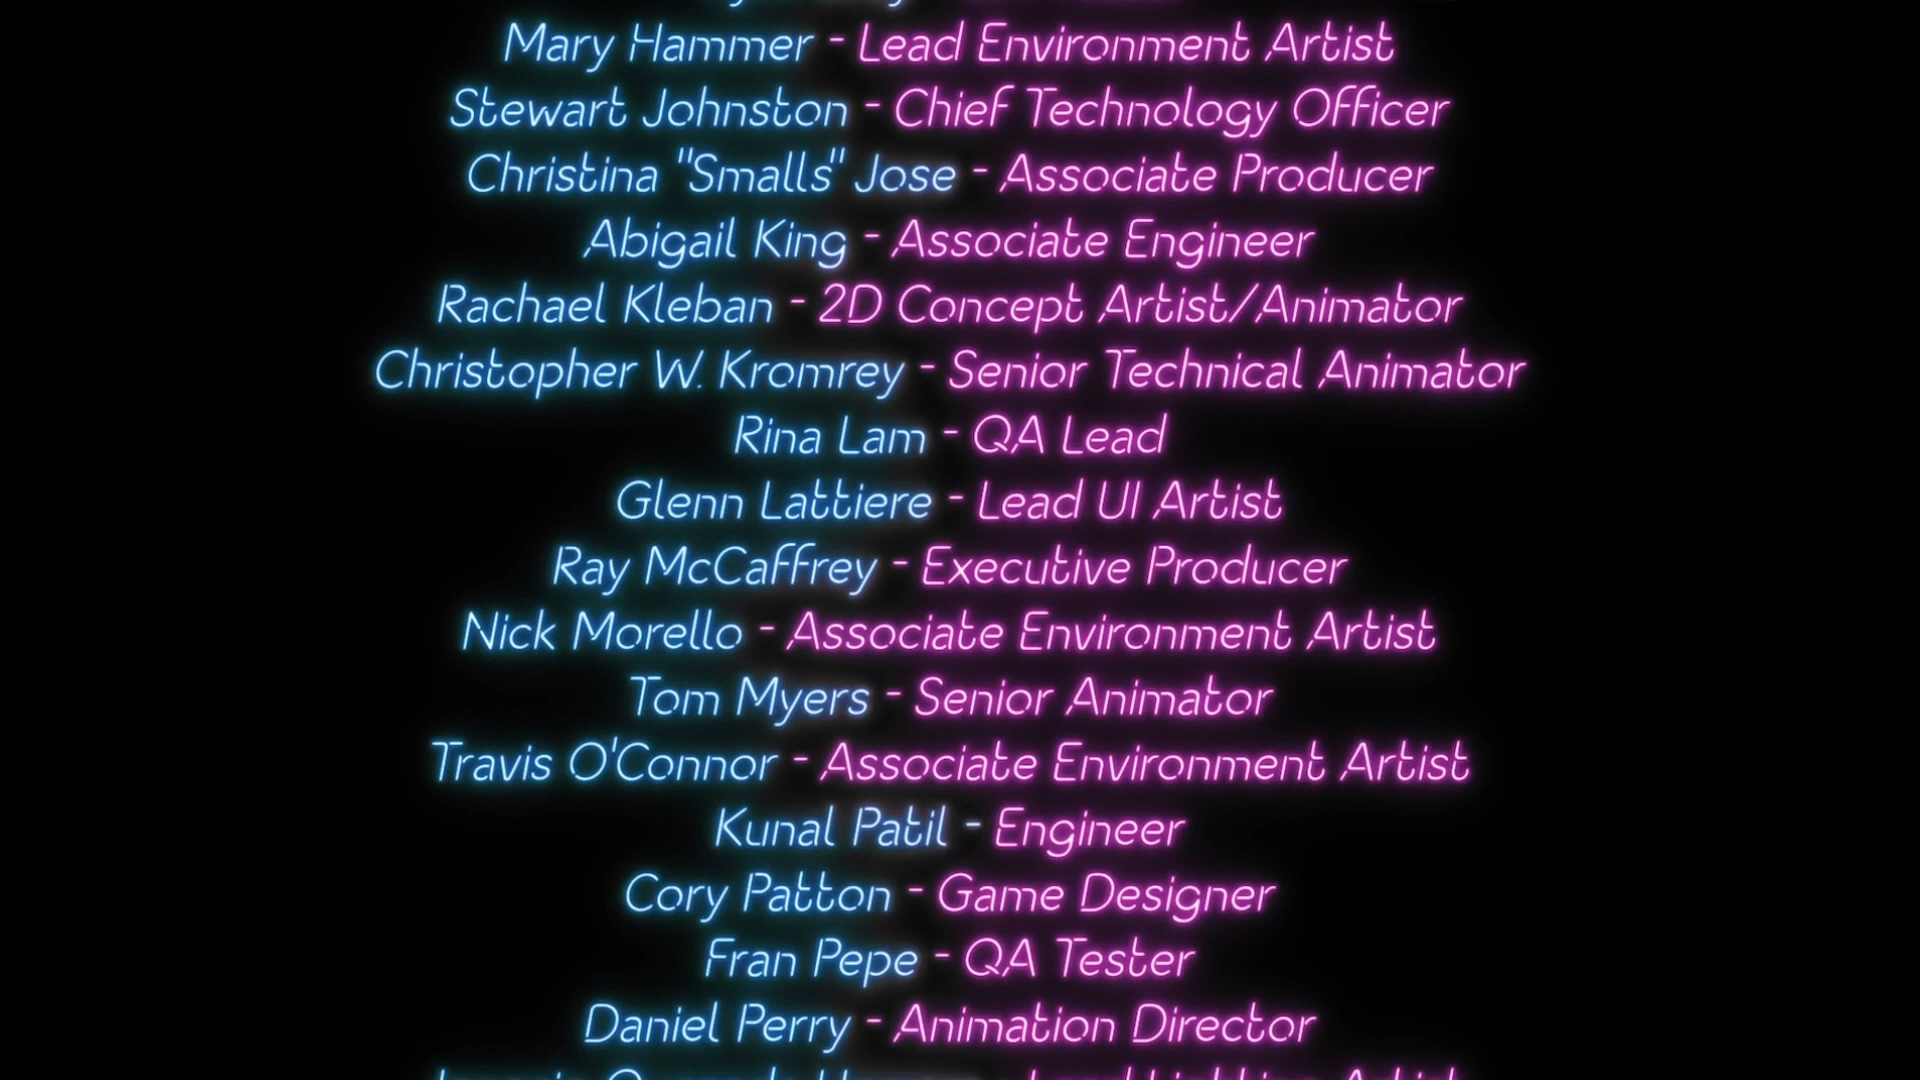 Mary Hammer - Lead Environment Artist
Stewart Johnston - Chief Technology Officer
Christina "Smalls" Jose - Associate Producer
Abigail King - Associate Engineer
Rachael Kleban - 2D Concept Artist/Animator
Christopher W. Kromrey - Senior Technical Animator
Rina Lam - QA Lead
Glenn Lattiere - Lead UI Artist
Ray McCaffrey - Executive Producer
Nick Morello - Associate Environment Artist
Tom Myers - Senior Animator
Travis O'Connor - Associate Environment Artist
Kunal Patil - Engineer
Cory Patton - Game Designer
Fran Pepe - QA Tester
Daniel Perry - Animation Director